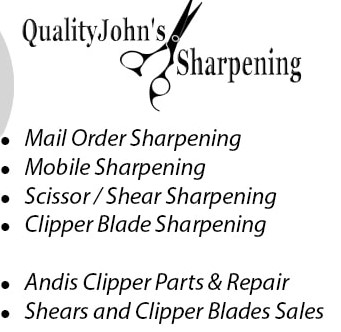 QualityJohn's
Sharpening
• Mail Order Sharpening
• Mobile Sharpening
• Scissor / Shear Sharpening
• Clipper Blade Sharpening
• Andis Clipper Parts & Repair
• Shears and Clipper Blades Sales